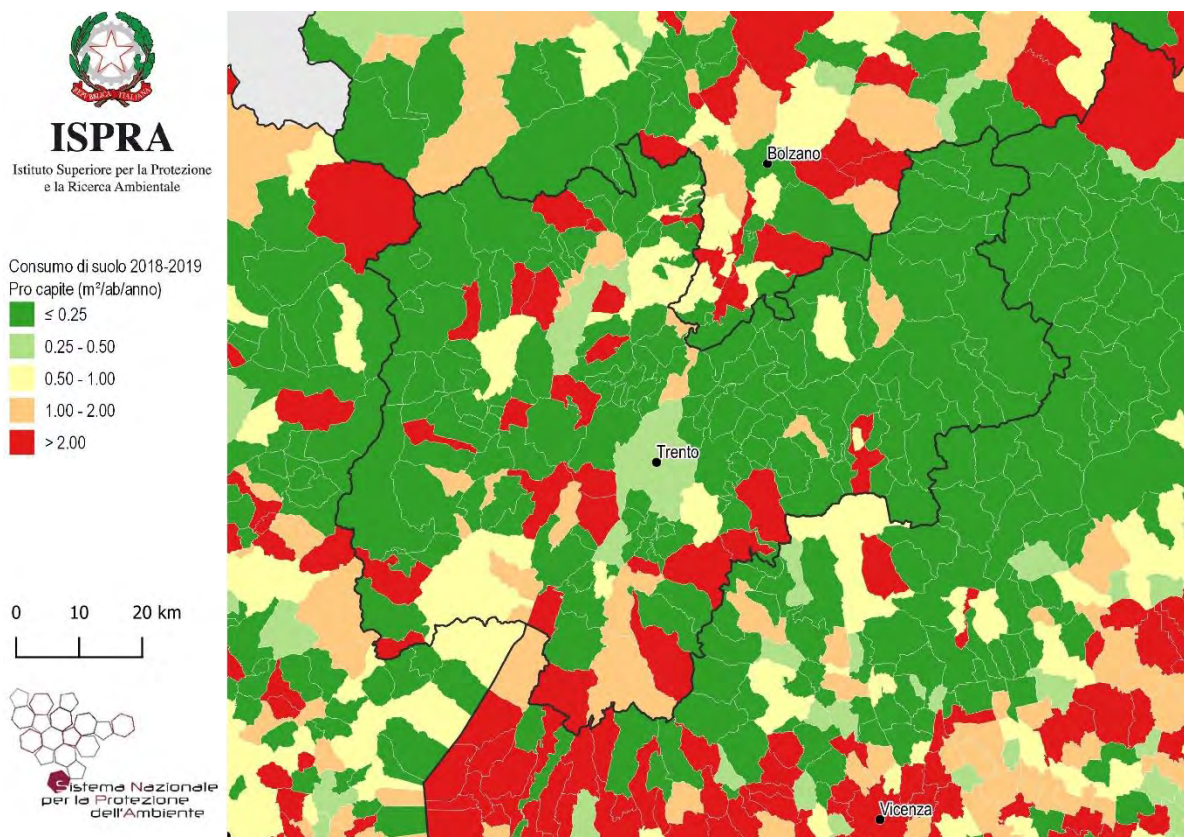 REPVBBLICA ITALIANA
ISPRA
Istituto Superiore per la Protezione
e la Ricerca Ambientale
Consumo di suolo 2018-2019
Pro capite (m²/ab/anno)
≤ 0.25
0.25 - 0.50
0.50 - 1.00
1.00 - 2.00
> 2.00
0 10 20 km
Sistema Nazionale
per la Protezione
dell'Ambiente
Bolzano
Trento
Vicenza